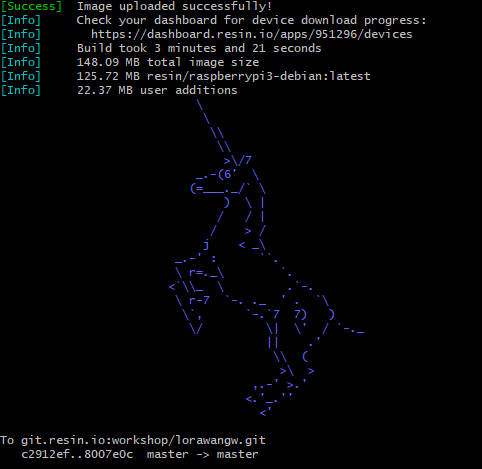 [Success] Image uploaded successfully!
[Info] Check your dashboard for device download progress:
[Info] https://dashboard.resin.io/apps/951296/devices
[Info] Build took 3 minutes and 21 seconds
[Info] 148.09 MB total image size
[Info] 125.72 MB resin/raspberrypi3-debian:latest
[Info] 22.37 MB user additions
To git.resin.io:workshop/lorawangw.git
c2912ef..8007e0c master -> master